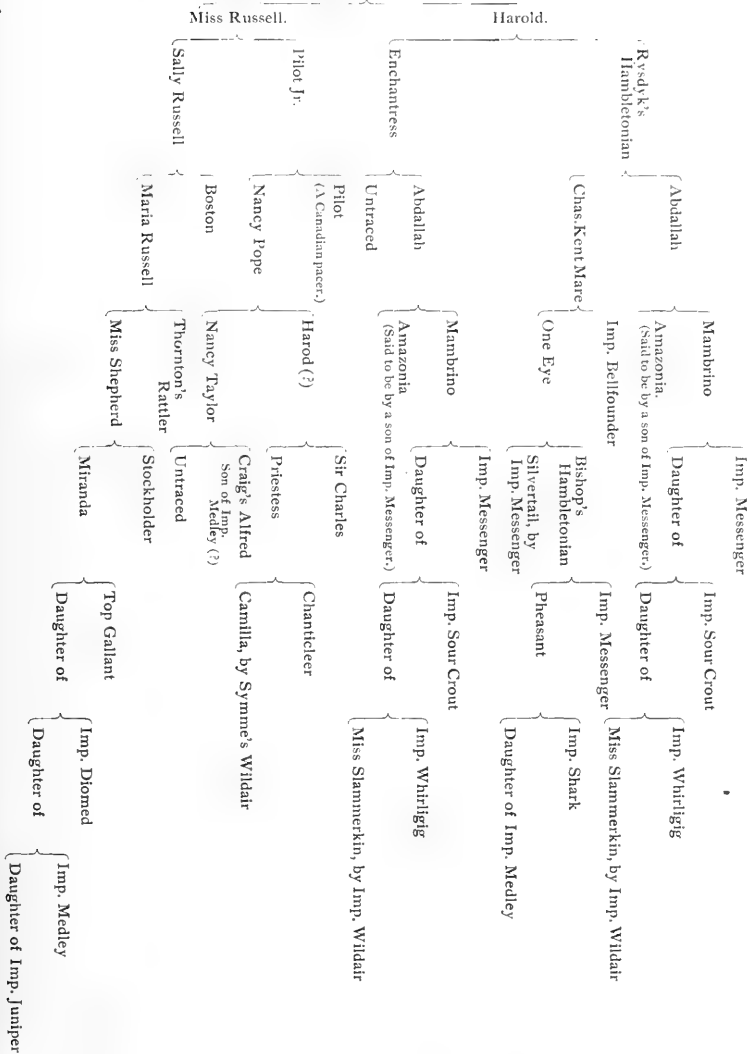 Harold.
Miss Russell.
Rysdyk's
Hambletonian
Enchantress
Pilot Jr.
Sally Russell
Abdallah
Chas. Kent Mare
Abdallah
Untraced
Pilot
(A Canadian pacer.)
Nancy Pope
Boston
Maria Russell
Mambrino
Amazonia.
(Said to be by a son of Imp. Messenger.)
Imp. Bellfounder
One Eye
Mambrino
Amazonia
(Said to be by a son of Imp. Messenger.)
Harod (?)
Nancy Taylor
Thornton's
Rattler
Miss Shepherd
Imp. Messenger
Daughter of
Bishop's
Hambletonian
Silvertail, by
Imp. Messenger
Imp. Messenger
Daughter of
Sir Charles
Priestess
Craig's Alfred
Son of Imp.
Medley (?)
Untraced
Stockholder
Miranda
Imp. Sour Crout
Daughter of
Imp. Messenger
Pheasant
Imp. Sour Crout
Daughter of
Chanticleer
Camilla, by Symme's Wildair
Top Gallant
Daughter of
Imp. Whirligig
Miss Slammerkin, by Imp. Wildair
Imp. Shark
Daughter of Imp. Medley
Imp. Whirligig
Miss Slammerkin, by Imp. Wildair
Imp. Diomed
Daughter of
Imp. Medley
Daughter of Imp. Juniper